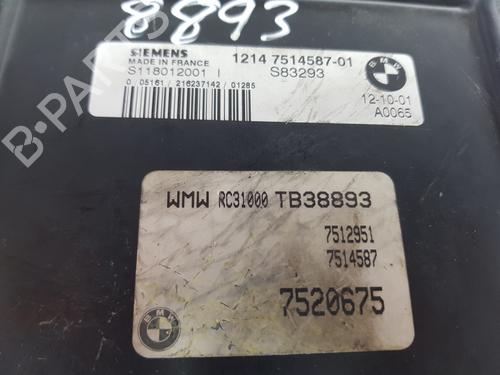 8893
SIEMENS
MADE IN FRANCE
1214 7514587-01
S118012001 I
S83293
0 05161 / 216237142 / 01285
BMW
12-10-01
A0065
WMW RC31000 TB38893
7512951
7514587
7520675
BMW
B-PARTS